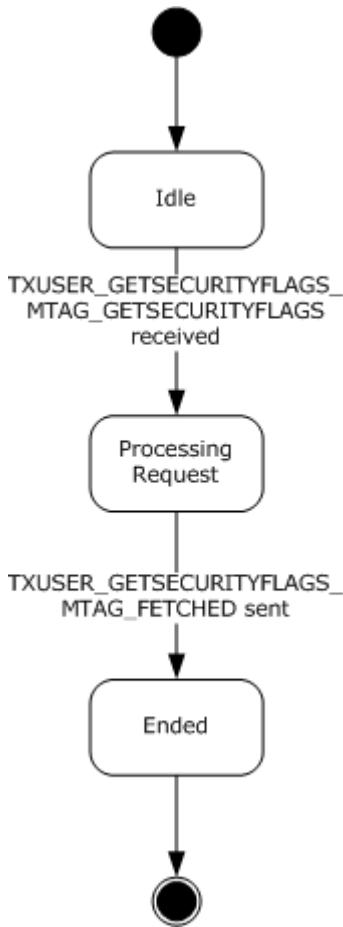 Idle
TXUSER_GETSECURITYFLAGS_
MTAG_GETSECURITYFLAGS
received
Processing
Request
TXUSER_GETSECURITYFLAGS_
MTAG_FETCHED sent
Ended